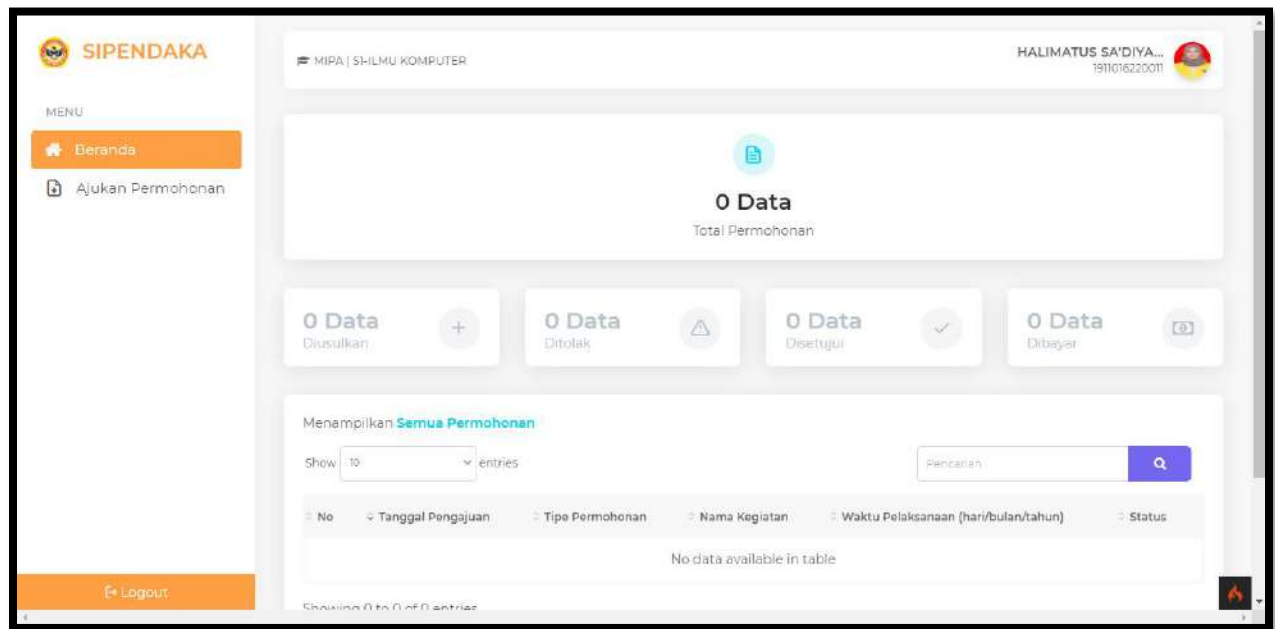 SIPENDAKA
MIPA | S1-ILMU KOMPUTER
HALIMATUS SA'DIYA...
1911016220011
MENU
Beranda
Ajukan Permohonan
0 Data
Total Permohonan
0 Data
Diusulkan
0 Data
Ditolak
0 Data
Disetujui
0 Data
Dibayar
Menampilkan Semua Permohonan
Show 10 entries
Pencarian
No Tanggal Pengajuan Tipe Permohonan Nama Kegiatan Waktu Pelaksanaan (hari/bulan/tahun) Status
No data available in table
Showing 0 to 0 of 0 entries
Logout